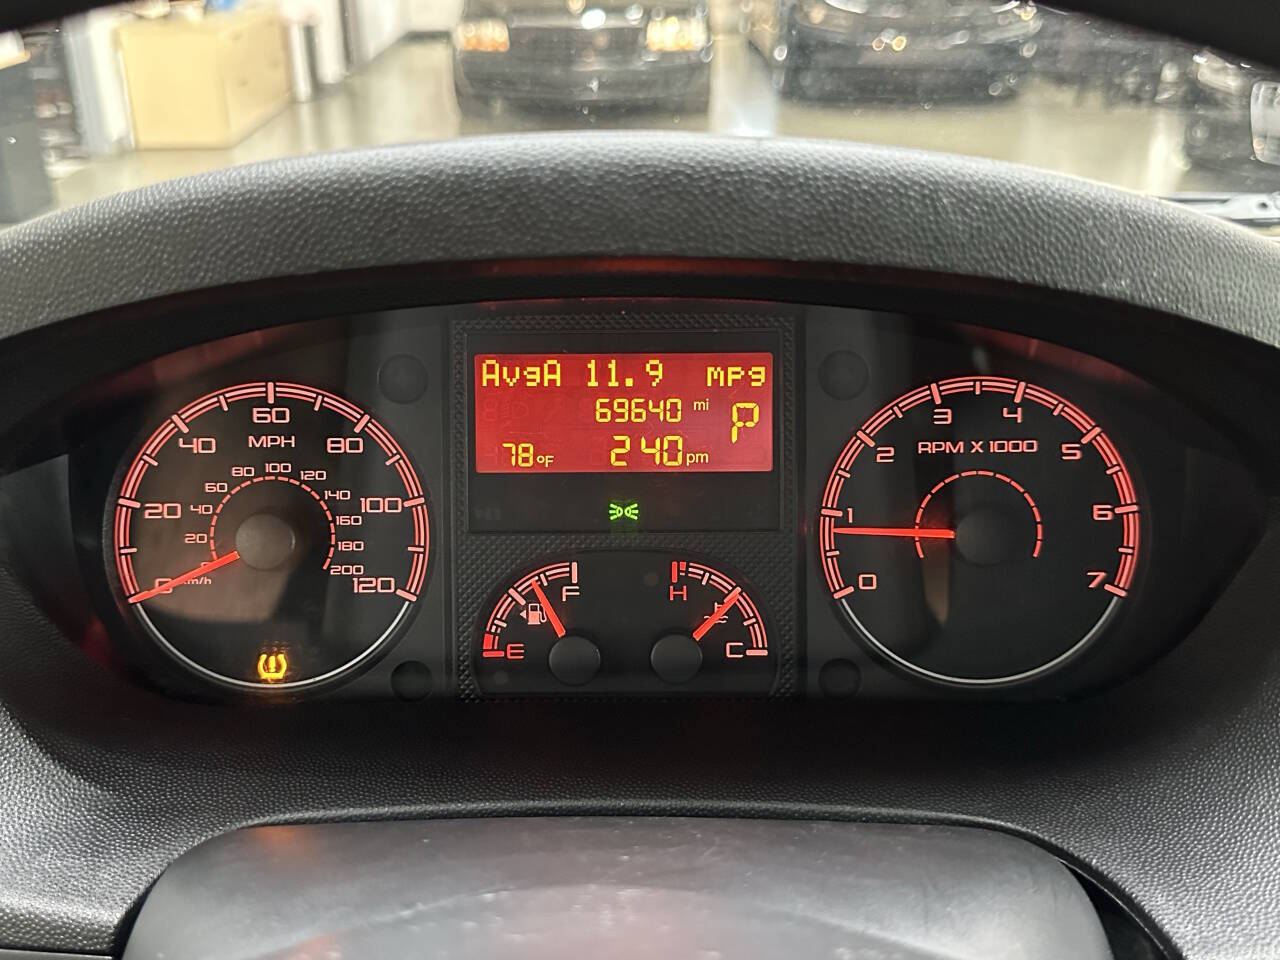 AvgA 11.9 mpg
69640 mi
P
78°F 2 40pm
60
MPH
40 80
80 100 120
60 140
20 40 160 100
20 180
0 200
0 km/h 120
3 4
RPM X 1000
2 5
1 6
0 7
F
E
H
C